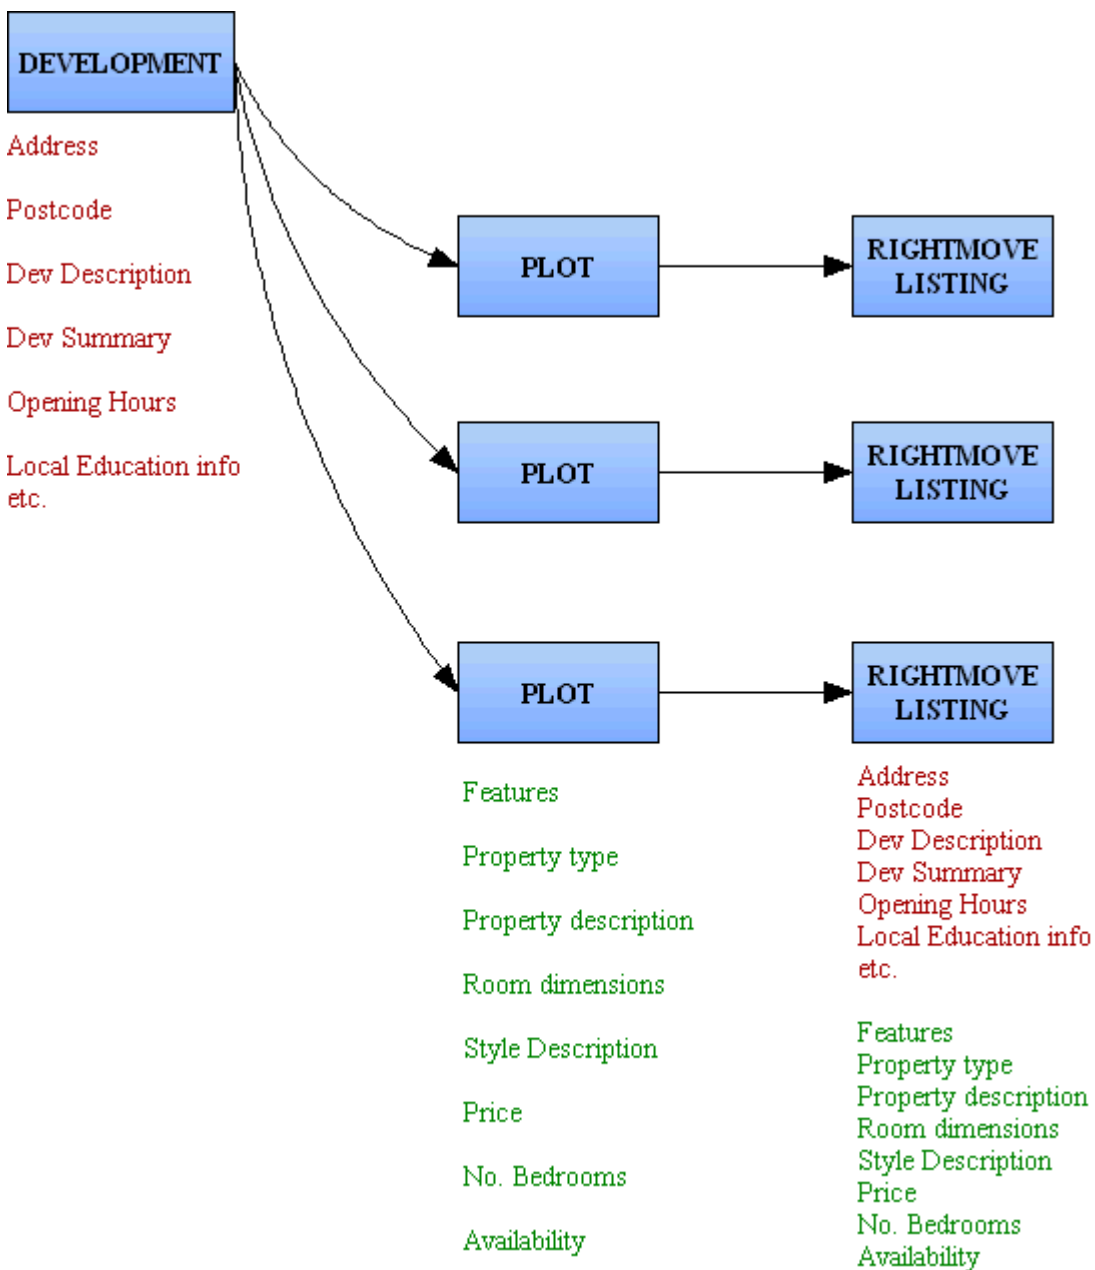 DEVELOPMENT
Address
Postcode
Dev Description
Dev Summary
Opening Hours
Local Education info
etc.
PLOT
RIGHTMOVE
LISTING
PLOT
RIGHTMOVE
LISTING
PLOT
RIGHTMOVE
LISTING
Features
Property type
Property description
Room dimensions
Style Description
Price
No. Bedrooms
Availability
Address
Postcode
Dev Description
Dev Summary
Opening Hours
Local Education info
etc.
Features
Property type
Property description
Room dimensions
Style Description
Price
No. Bedrooms
Availability